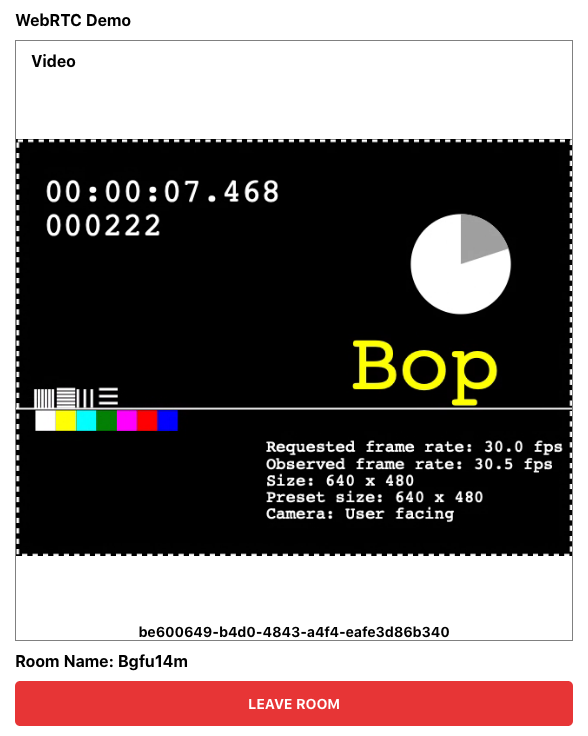 WebRTC Demo
Video
00:00:07.468
000222
Bop
Requested frame rate: 30.0 fps
Observed frame rate: 30.5 fps
Size: 640 x 480
Preset size: 640 x 480
Camera: User facing
be600649-b4d0-4843-a4f4-eafe3d86b340
Room Name: Bgfu14m
LEAVE ROOM